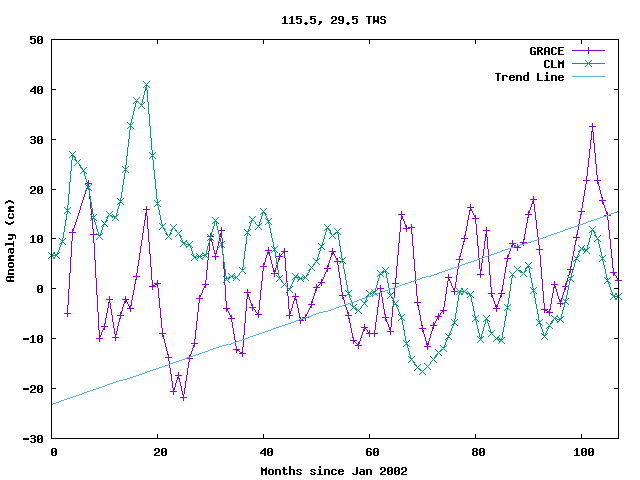 115.5, 29.5 TWS
GRACE
CLM
Trend Line
50
40
30
20
10
0
-10
-20
-30
Anomaly (cm)
0 20 40 60 80 100
Months since Jan 2002